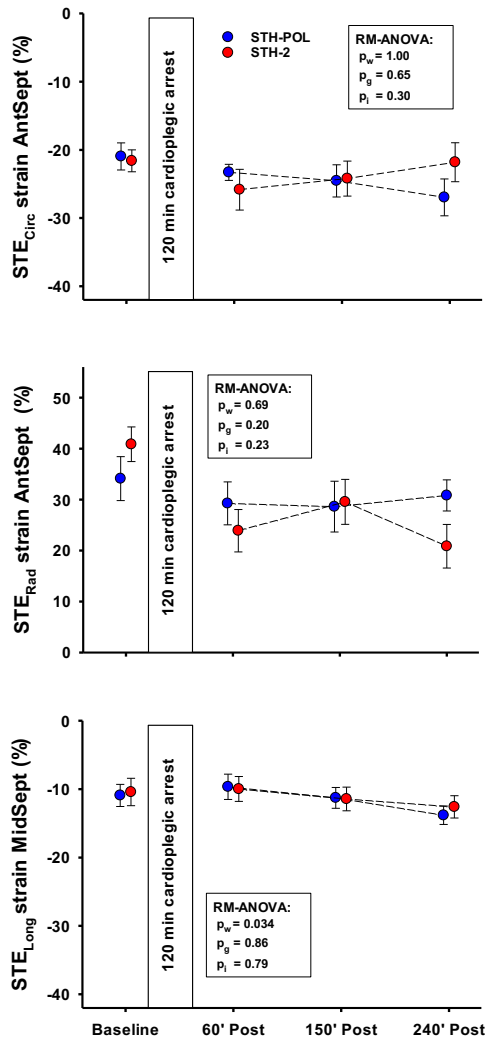 STE_Circ strain AntSept (%)
0
-10
-20
-30
-40
120 min cardioplegic arrest
STH-POL
STH-2
RM-ANOVA:
p_w = 1.00
p_g = 0.65
p_i = 0.30
STE_Rad strain AntSept (%)
50
40
30
20
10
0
120 min cardioplegic arrest
RM-ANOVA:
p_w = 0.69
p_g = 0.20
p_i = 0.23
STE_Long strain MidSept (%)
0
-10
-20
-30
-40
120 min cardioplegic arrest
RM-ANOVA:
p_w = 0.034
p_g = 0.86
p_i = 0.79
Baseline
60' Post
150' Post
240' Post